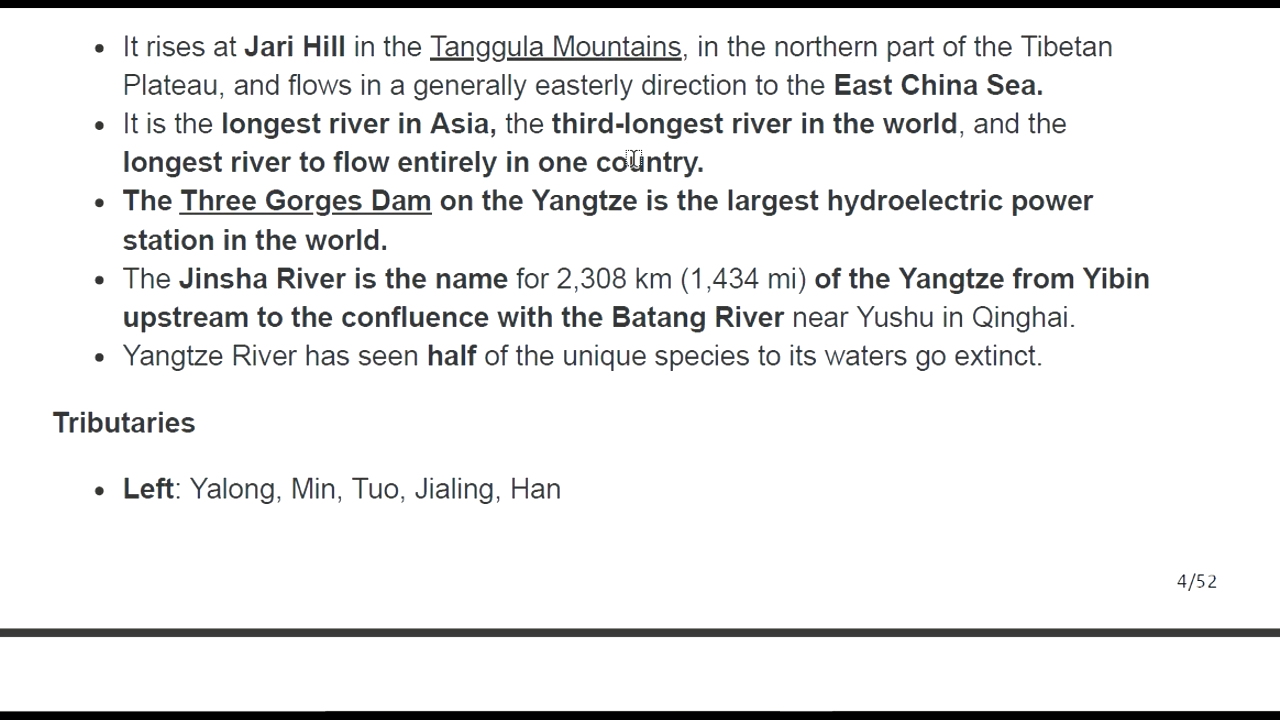 It rises at Jari Hill in the Tanggula Mountains, in the northern part of the Tibetan
Plateau, and flows in a generally easterly direction to the East China Sea.
It is the longest river in Asia, the third-longest river in the world, and the
longest river to flow entirely in one country.
The Three Gorges Dam on the Yangtze is the largest hydroelectric power
station in the world.
The Jinsha River is the name for 2,308 km (1,434 mi) of the Yangtze from Yibin
upstream to the confluence with the Batang River near Yushu in Qinghai.
Yangtze River has seen half of the unique species to its waters go extinct.
Tributaries
Left: Yalong, Min, Tuo, Jialing, Han
4/52